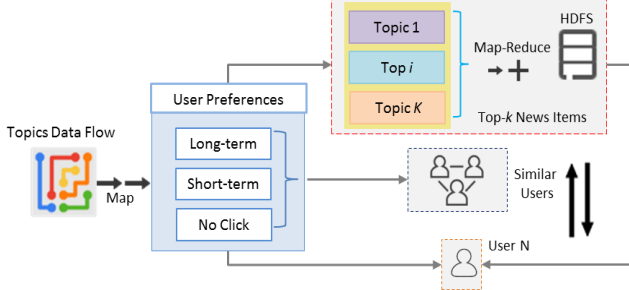 Topics Data Flow
Map
User Preferences
Long-term
Short-term
No Click
Topic 1
Top i
Topic K
Map-Reduce
HDFS
Top-k News Items
Similar
Users
User N